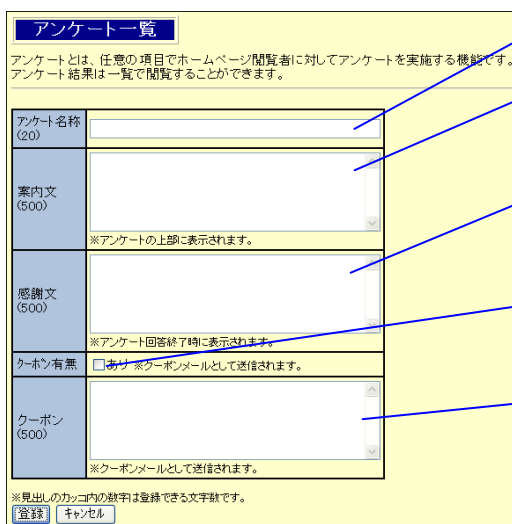 アンケート一覧
アンケートとは、任意の項目でホームページ閲覧者に対してアンケートを実施する機能です。
アンケート結果は一覧で閲覧することができます。
アンケート名称
(20)
案内文
(500)
※アンケートの上部に表示されます。
感謝文
(500)
※アンケート回答終了時に表示されます。
クーポン有無
あり ※クーポンメールとして送信されます。
クーポン
(500)
※クーポンメールとして送信されます。
※見出しのカッコ内の数字は登録できる文字数です。
登録 キャンセル